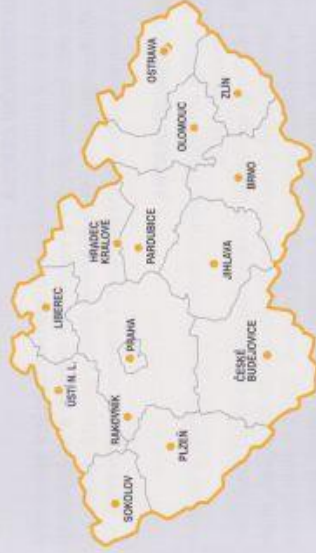 LIBEREC
ÚSTÍ N. L.
SOKOLOV
RAKOVNÍK
PRAHA
HRADEC
KRÁLOVÉ
PARDUBICE
PLZEŇ
ČESKÉ
BUDĚJOVICE
JIHLAVA
OLOMOUC
OSTRAVA
BRNO
ZLÍN